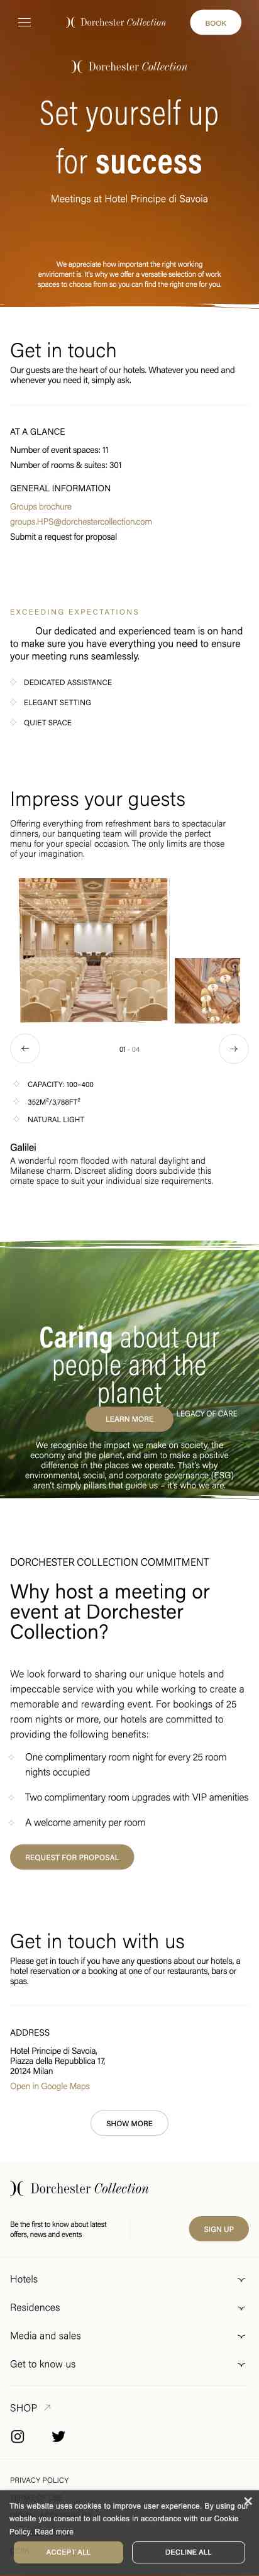 Dorchester Collection
BOOK
Dorchester Collection
Set yourself up
for success
Meetings at Hotel Principe di Savoia
We appreciate how important the right working
envirioment is. It's why we offer a versatile selection of work
spaces to choose from so you can find the right one for you.
Get in touch
Our guests are the heart of our hotels. Whatever you need and
whenever you need it, simply ask.
AT A GLANCE
Number of event spaces: 11
Number of rooms & suites: 301
GENERAL INFORMATION
Groups brochure
groups.HPS@dorchestercollection.com
Submit a request for proposal
EXCEEDING EXPECTATIONS
Our dedicated and experienced team is on hand
to make sure you have everything you need to ensure
your meeting runs seamlessly.
DEDICATED ASSISTANCE
ELEGANT SETTING
QUIET SPACE
Impress your guests
Offering everything from refreshment bars to spectacular
dinners, our banqueting team will provide the perfect
menu for your special occasion. The only limits are those
of your imagination.
01 - 04
CAPACITY: 100–400
352M²/3,788FT²
NATURAL LIGHT
Galilei
A wonderful room flooded with natural daylight and
Milanese charm. Discreet sliding doors subdivide this
ornate space to suit your individual size requirements.
Caring about our
people and the
planet
LEARN MORE
LEGACY OF CARE
We recognise the impact we make on society, the
economy and the planet, and aim to make a positive
difference in the places we operate. That's why
environmental, social, and corporate governance (ESG)
aren't simply pillars that guide us – it's who we are.
DORCHESTER COLLECTION COMMITMENT
Why host a meeting or
event at Dorchester
Collection?
We look forward to sharing our unique hotels and
impeccable service with you while working to create a
memorable and rewarding event. For bookings of 25
room nights or more, our hotels are committed to
providing the following benefits:
One complimentary room night for every 25 room
nights occupied
Two complimentary room upgrades with VIP amenities
A welcome amenity per room
REQUEST FOR PROPOSAL
Get in touch with us
Please get in touch if you have any questions about our hotels, a
hotel reservation or a booking at one of our restaurants, bars or
spas.
ADDRESS
Hotel Principe di Savoia,
Piazza della Repubblica 17,
20124 Milan
Open in Google Maps
SHOW MORE
Dorchester Collection
Be the first to know about latest
offers, news and events
SIGN UP
Hotels
Residences
Media and sales
Get to know us
SHOP
PRIVACY POLICY
This website uses cookies to improve user experience. By using our
website you consent to all cookies in accordance with our Cookie
Policy. Read more
ACCEPT ALL
DECLINE ALL